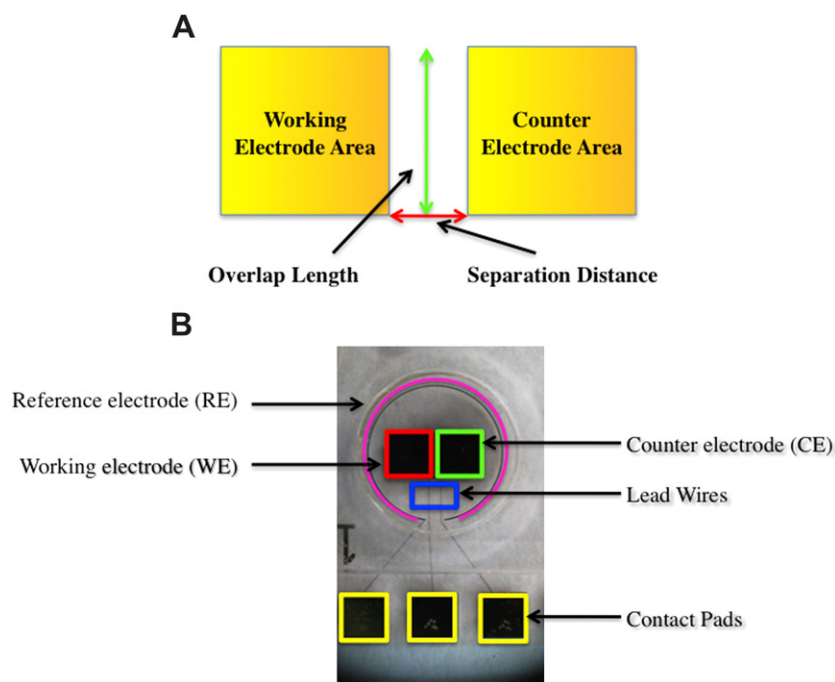 A
Working
Electrode Area
Counter
Electrode Area
Overlap Length
Separation Distance
B
Reference electrode (RE)
Working electrode (WE)
Counter electrode (CE)
Lead Wires
Contact Pads